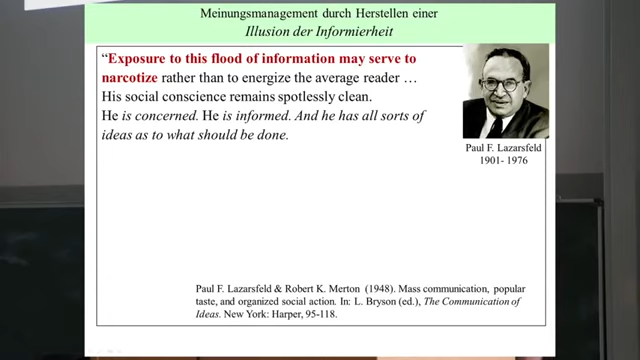 Meinungsmanagement durch Herstellen einer
Illusion der Informierheit
“Exposure to this flood of information may serve to
narcotize rather than to energize the average reader …
His social conscience remains spotlessly clean.
He is concerned. He is informed. And he has all sorts of
ideas as to what should be done.
Paul F. Lazarsfeld
1901- 1976
Paul F. Lazarsfeld & Robert K. Merton (1948). Mass communication, popular
taste, and organized social action. In: L. Bryson (ed.), The Communication of
Ideas. New York: Harper, 95-118.